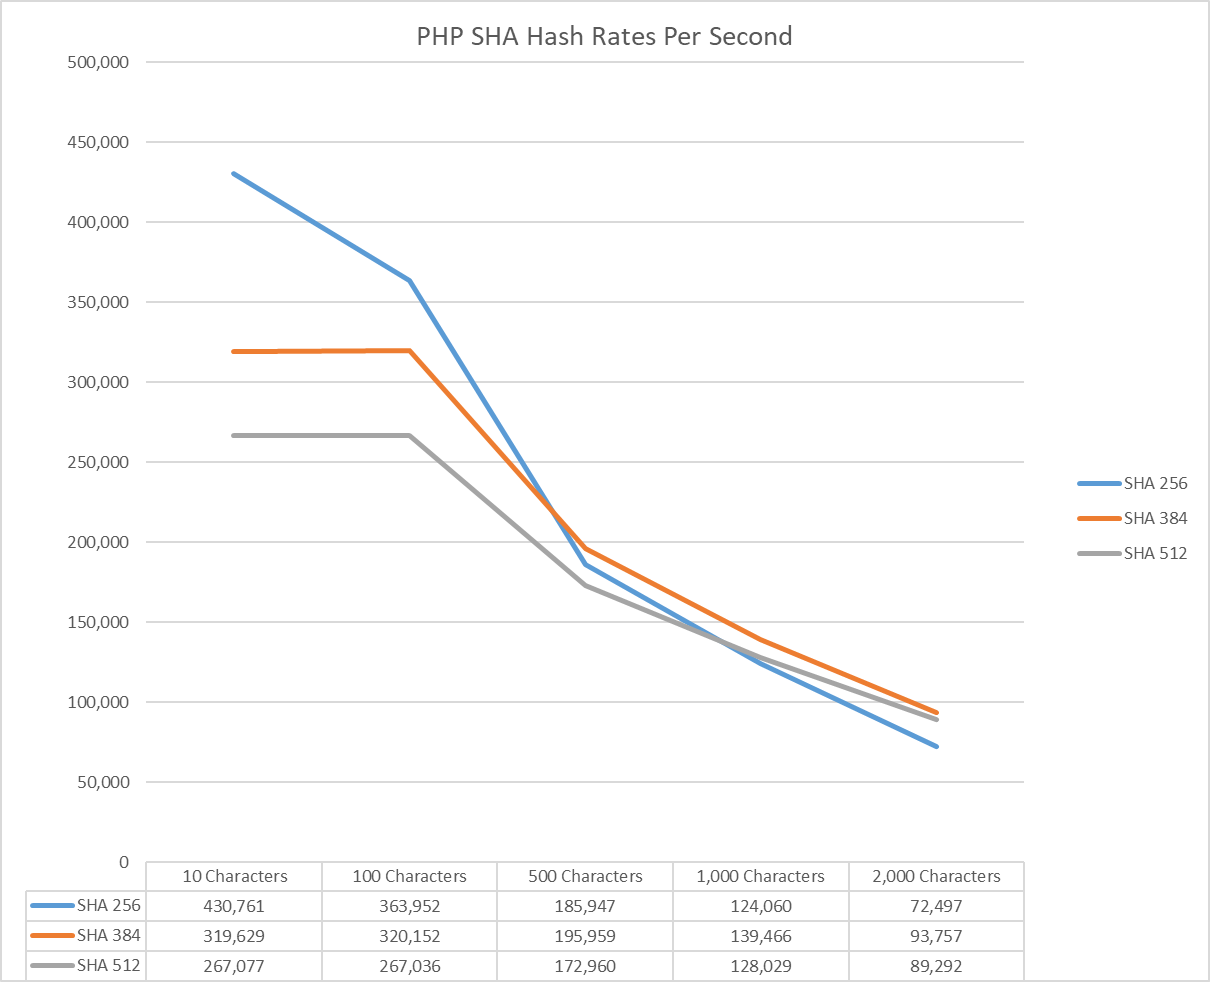 PHP SHA Hash Rates Per Second
500,000
450,000
400,000
350,000
300,000
250,000
200,000
150,000
100,000
50,000
0
SHA 256
SHA 384
SHA 512
10 Characters 100 Characters 500 Characters 1,000 Characters 2,000 Characters
SHA 256 430,761 363,952 185,947 124,060 72,497
SHA 384 319,629 320,152 195,959 139,466 93,757
SHA 512 267,077 267,036 172,960 128,029 89,292